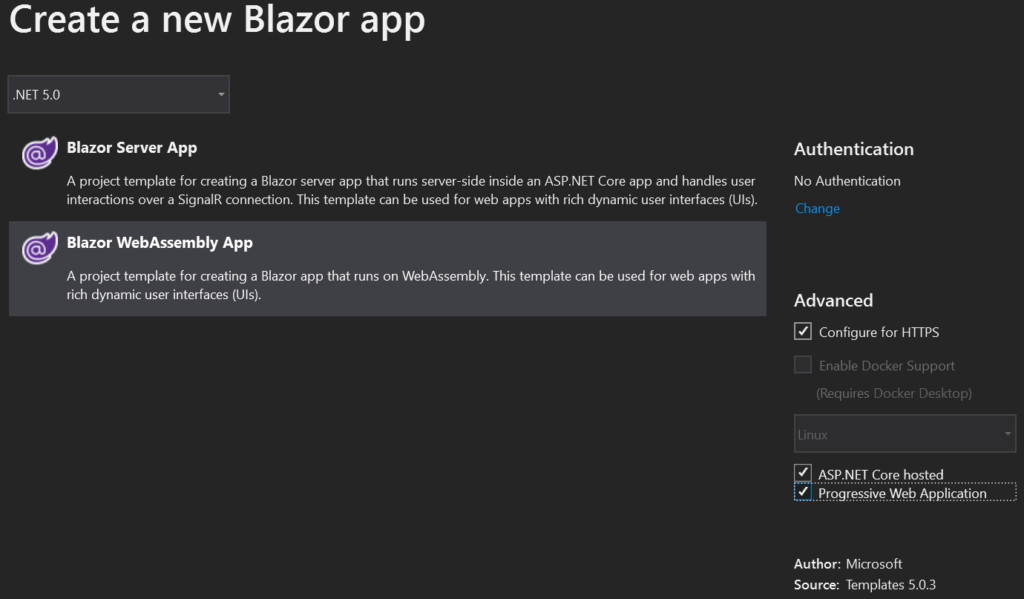 Create a new Blazor app
.NET 5.0
Blazor Server App
A project template for creating a Blazor server app that runs server-side inside an ASP.NET Core app and handles user
interactions over a SignalR connection. This template can be used for web apps with rich dynamic user interfaces (UIs).
Blazor WebAssembly App
A project template for creating a Blazor app that runs on WebAssembly. This template can be used for web apps with
rich dynamic user interfaces (UIs).
Authentication
No Authentication
Change
Advanced
Configure for HTTPS
Enable Docker Support
(Requires Docker Desktop)
Linux
ASP.NET Core hosted
Progressive Web Application
Author: Microsoft
Source: Templates 5.0.3